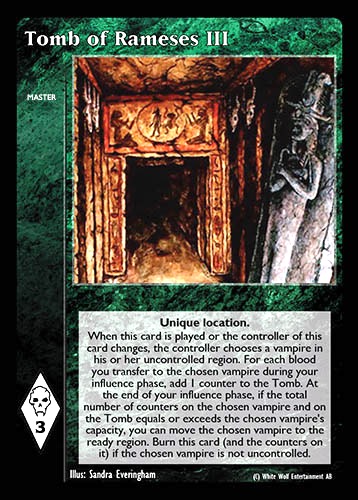 Tomb of Rameses III
MASTER
Unique location.
When this card is played or the controller of this
card changes, the controller chooses a vampire in
his or her uncontrolled region. For each blood
you transfer to the chosen vampire during your
influence phase, add 1 counter to the Tomb. At
the end of your influence phase, if the total
number of counters on the chosen vampire and on
the Tomb equals or exceeds the chosen vampire's
capacity, you can move the chosen vampire to the
ready region. Burn this card (and the counters on
it) if the chosen vampire is not uncontrolled.
3
Illus: Sandra Everingham
(C) White Wolf Entertainment AB